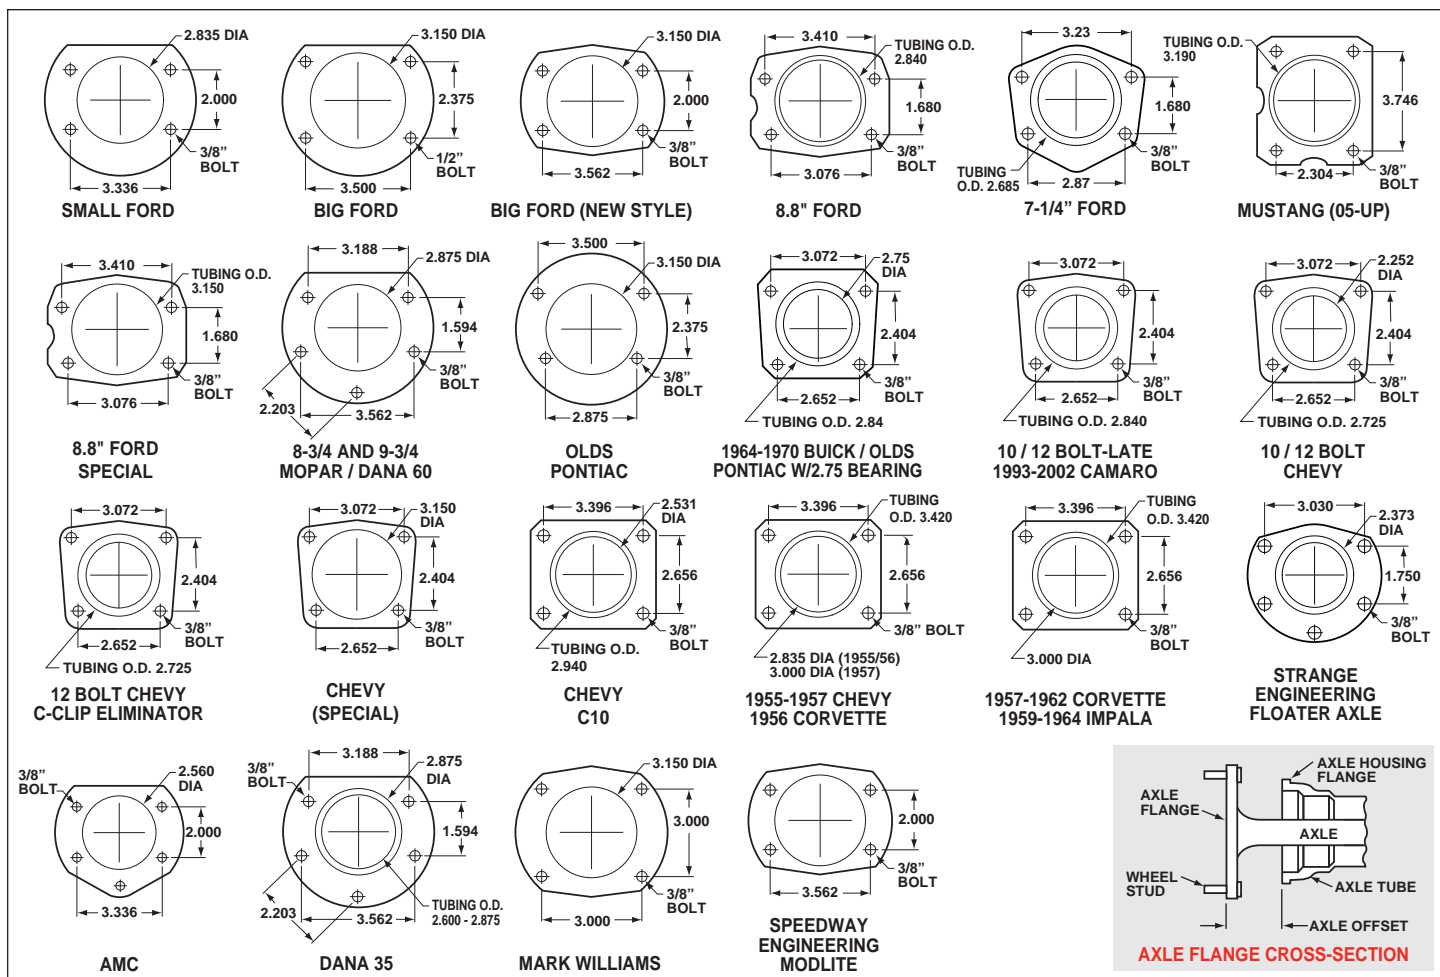 2.835 DIA
2.000
3/8”
BOLT
3.336
SMALL FORD
3.150 DIA
2.375
1/2”
BOLT
3.500
BIG FORD
3.150 DIA
2.000
3/8”
BOLT
3.562
BIG FORD (NEW STYLE)
3.410
TUBING O.D.
2.840
1.680
3/8”
BOLT
3.076
8.8" FORD
3.23
1.680
3/8”
BOLT
TUBING
O.D. 2.685
2.87
7-1/4” FORD
TUBING O.D.
3.190
3.746
3/8”
BOLT
2.304
MUSTANG (05-UP)
3.410
TUBING O.D.
3.150
1.680
3/8”
BOLT
3.076
8.8" FORD
SPECIAL
3.188
2.875 DIA
1.594
3/8”
BOLT
2.203
3.562
8-3/4 AND 9-3/4
MOPAR / DANA 60
3.500
3.150 DIA
2.375
3/8”
BOLT
2.875
OLDS
PONTIAC
3.072
2.75
DIA
2.404
3/8”
BOLT
2.652
TUBING O.D. 2.84
1964-1970 BUICK / OLDS
PONTIAC W/2.75 BEARING
3.072
2.404
3/8”
BOLT
2.652
TUBING O.D. 2.840
10 / 12 BOLT-LATE
1993-2002 CAMARO
3.072
2.252
DIA
2.404
3/8”
BOLT
2.652
TUBING O.D. 2.725
10 / 12 BOLT
CHEVY
3.072
2.404
3/8”
BOLT
2.652
TUBING O.D. 2.725
12 BOLT CHEVY
C-CLIP ELIMINATOR
3.072
3.150
DIA
2.404
3/8”
BOLT
2.652
CHEVY
(SPECIAL)
3.396
2.531
DIA
2.656
3/8”
BOLT
TUBING O.D.
2.940
CHEVY
C10
3.396
TUBING
O.D. 3.420
2.656
3/8” BOLT
2.835 DIA (1955/56)
3.000 DIA (1957)
1955-1957 CHEVY
1956 CORVETTE
3.396
TUBING
O.D. 3.420
2.656
3/8”
BOLT
3.000 DIA
1957-1962 CORVETTE
1959-1964 IMPALA
3.030
2.373
DIA
1.750
3/8”
BOLT
STRANGE
ENGINEERING
FLOATER AXLE
3/8”
BOLT
2.560
DIA
2.000
3.336
AMC
3.188
3/8”
BOLT
2.875
DIA
1.594
2.203
3.562
TUBING O.D.
2.600 - 2.875
DANA 35
3.150 DIA
3.000
3/8”
BOLT
3.000
MARK WILLIAMS
3.150 DIA
2.000
3/8”
BOLT
3.562
SPEEDWAY
ENGINEERING
MODLITE
AXLE HOUSING
FLANGE
AXLE
FLANGE
AXLE
WHEEL
STUD
AXLE TUBE
AXLE OFFSET
AXLE FLANGE CROSS-SECTION